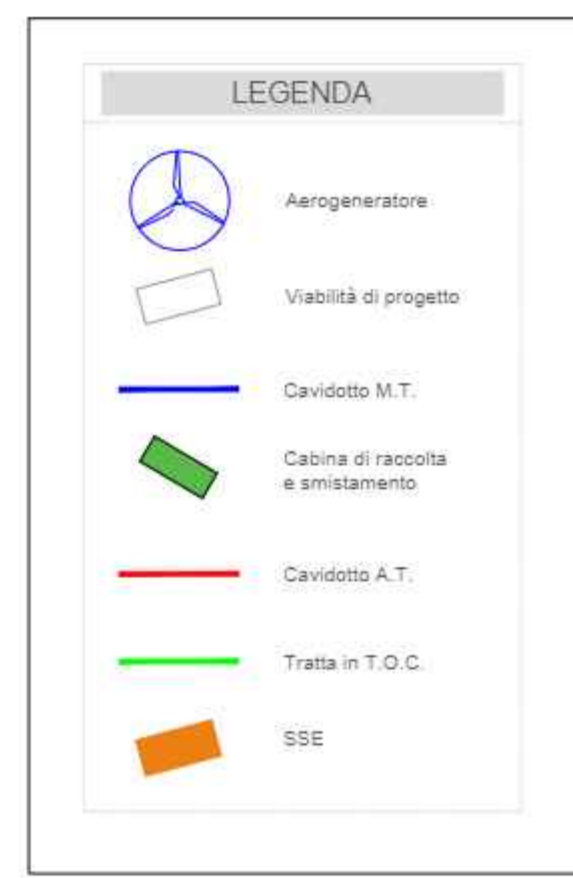 LEGENDA
Aerogeneratore
Viabilità di progetto
Cavidotto M.T.
Cabina di raccolta
e smistamento
Cavidotto A.T.
Tratta in T.O.C.
SSE